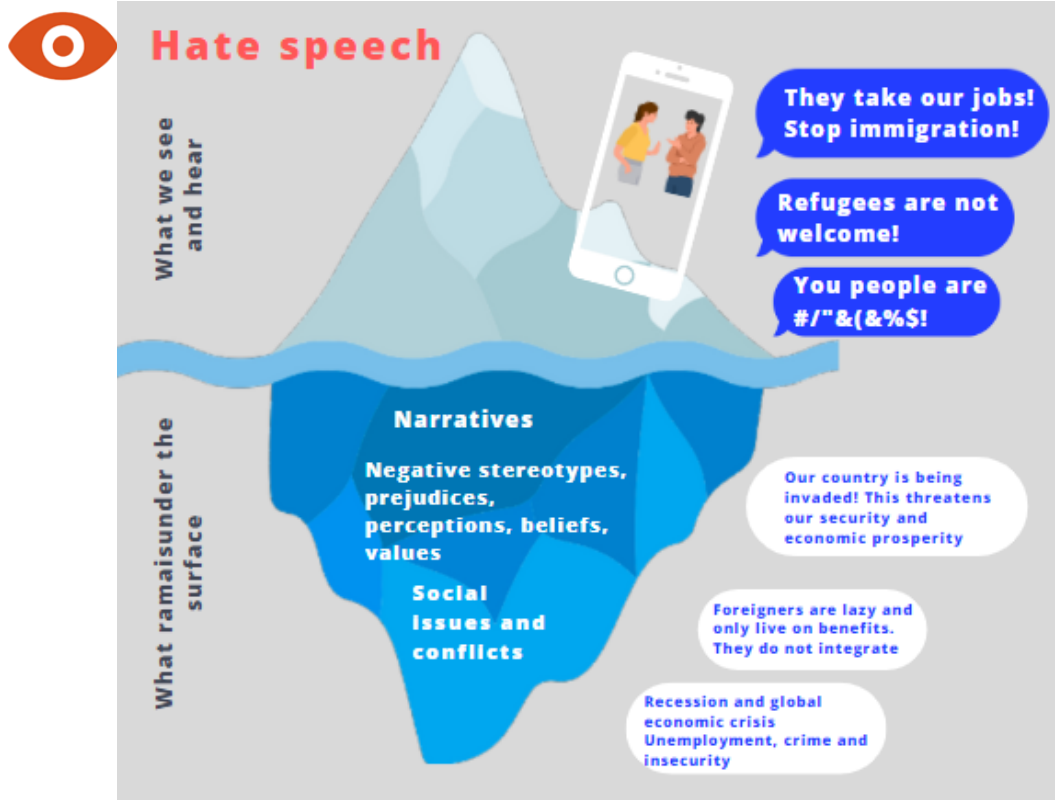 Hate speech
What we see
and hear
They take our jobs!
Stop immigration!
Refugees are not
welcome!
You people are
#/"&(&%$!
What ramaisunder the
surface
Narratives
Negative stereotypes,
prejudices,
perceptions, beliefs,
values
Social
issues and
conflicts
Our country is being
invaded! This threatens
our security and
economic prosperity
Foreigners are lazy and
only live on benefits.
They do not integrate
Recession and global
economic crisis
Unemployment, crime and
insecurity